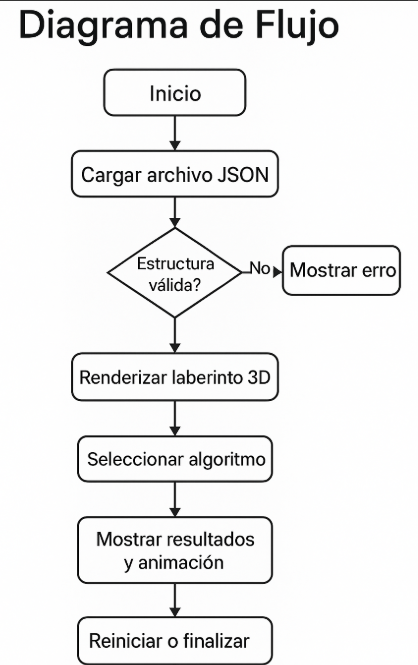 Diagrama de Flujo
Inicio
Cargar archivo JSON
Estructura
válida?
No
Mostrar erro
Renderizar laberinto 3D
Seleccionar algoritmo
Mostrar resultados
y animación
Reiniciar o finalizar